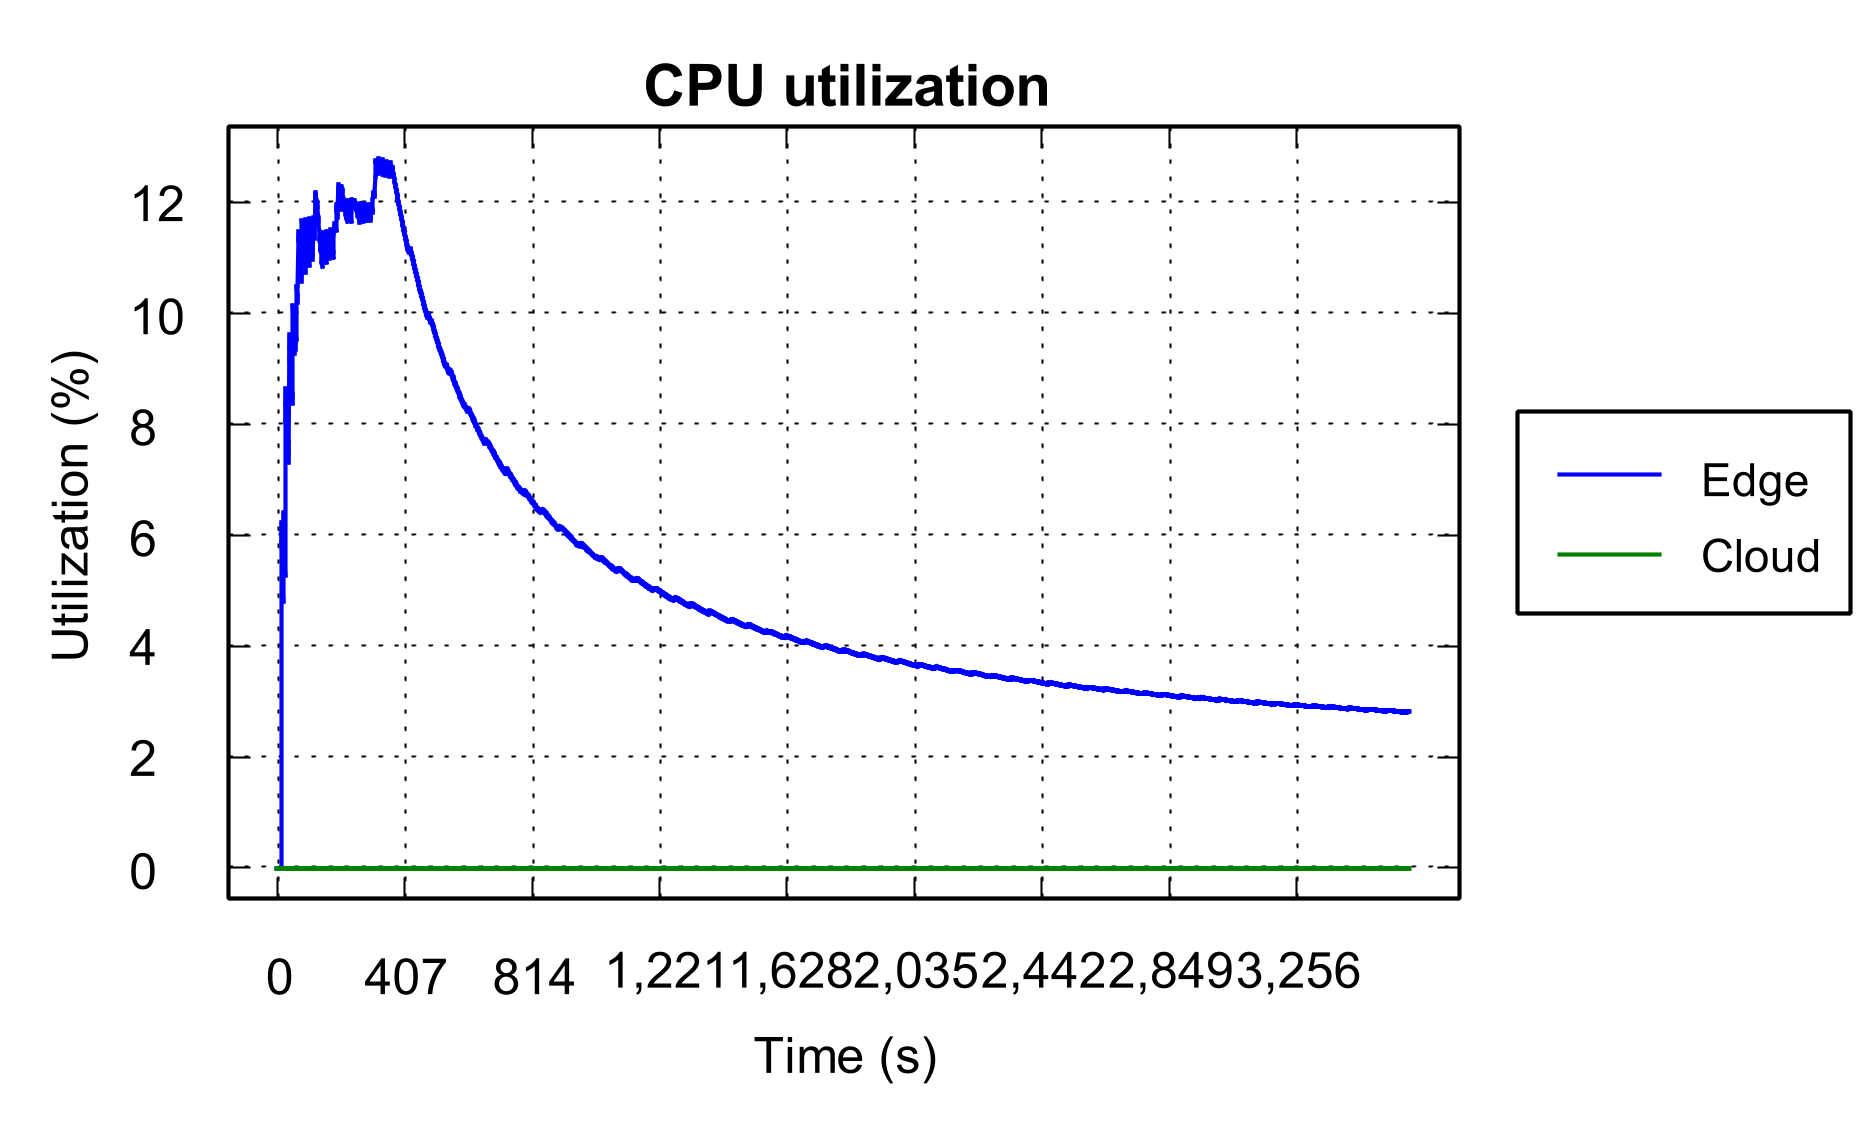 CPU utilization
12
10
8
6
4
2
0
Utilization (%)
0 407 814 1,2211,6282,0352,4422,8493,256
Time (s)
Edge
Cloud